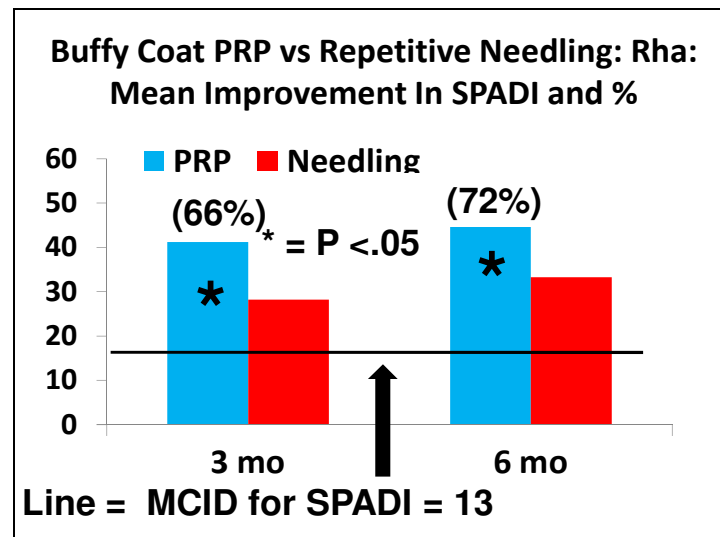 Buffy Coat PRP vs Repetitive Needling: Rha:
Mean Improvement In SPADI and %
PRP Needling
60
50
40
30
20
10
0
(66%)
* = P <.05
(72%)
*
*
3 mo
6 mo
Line = MCID for SPADI = 13